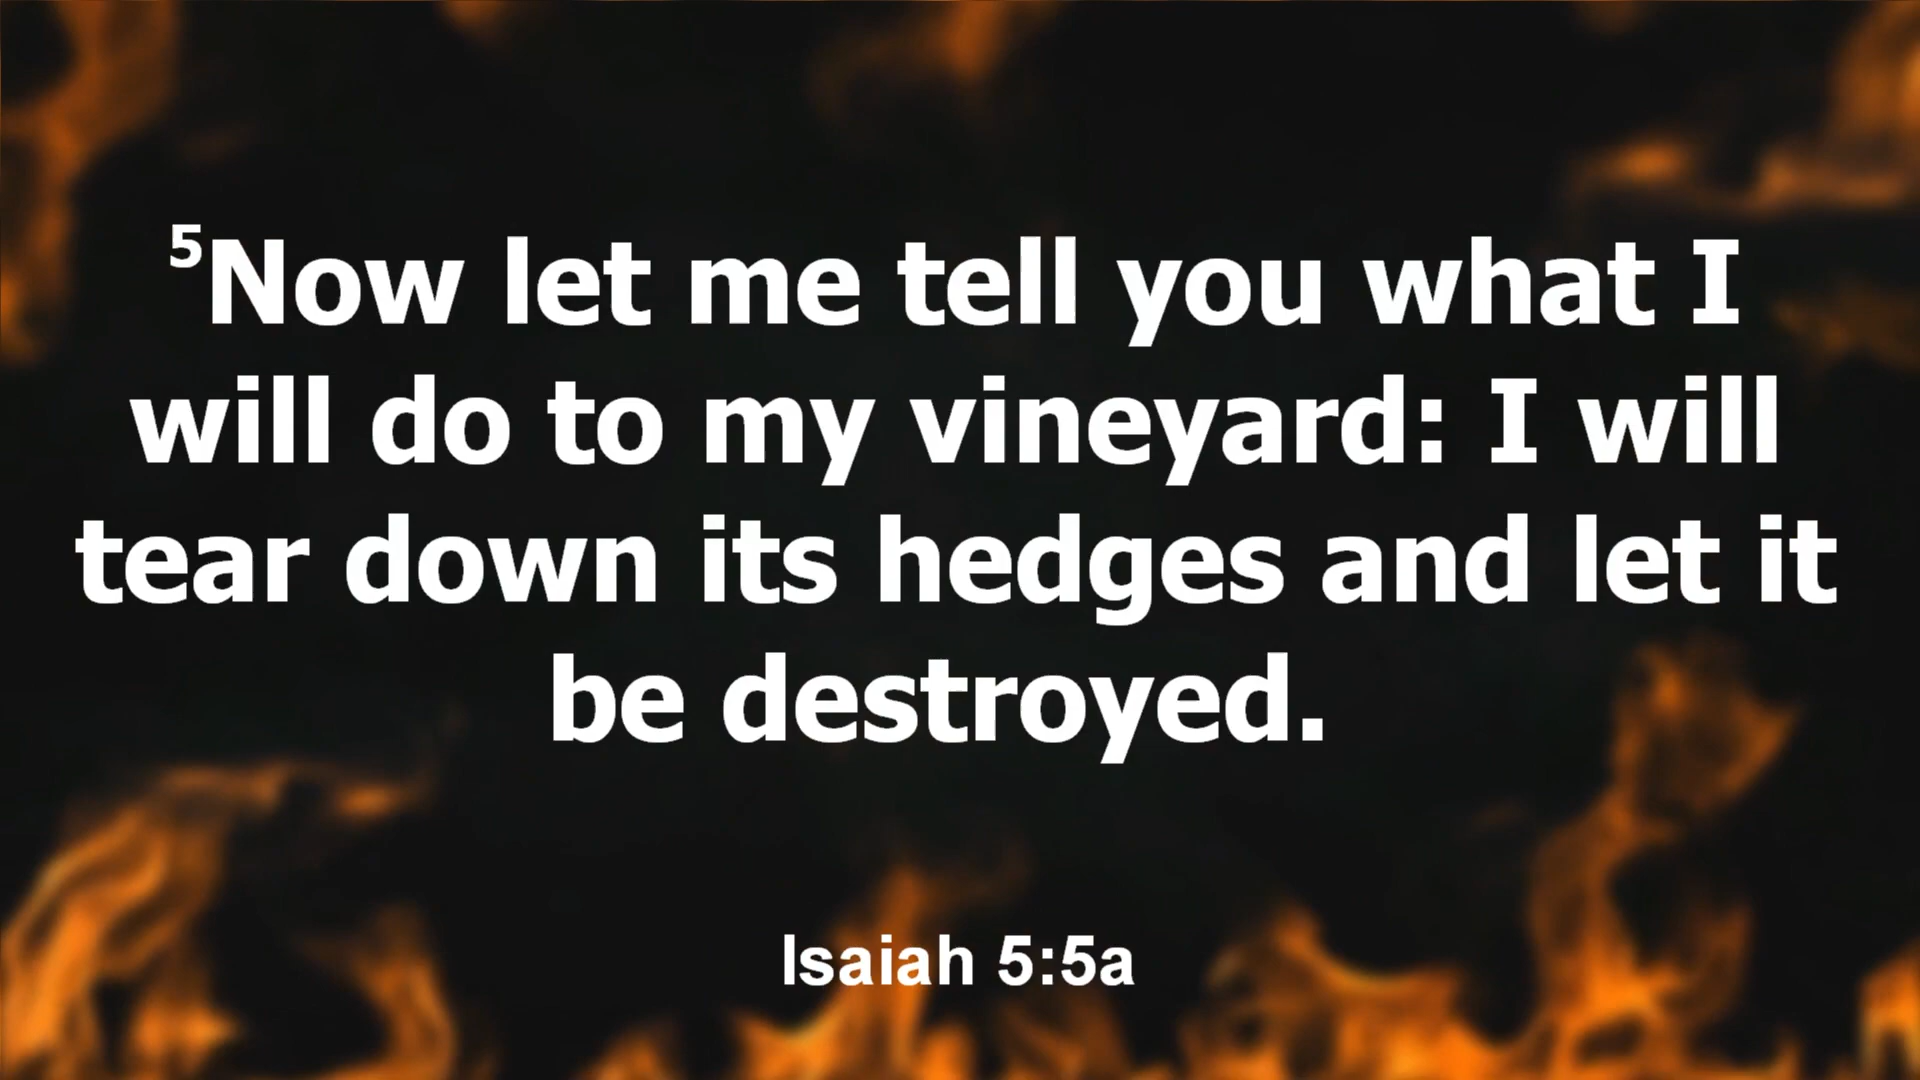 5Now let me tell you what I
will do to my vineyard: I will
tear down its hedges and let it
be destroyed.
Isaiah 5:5a